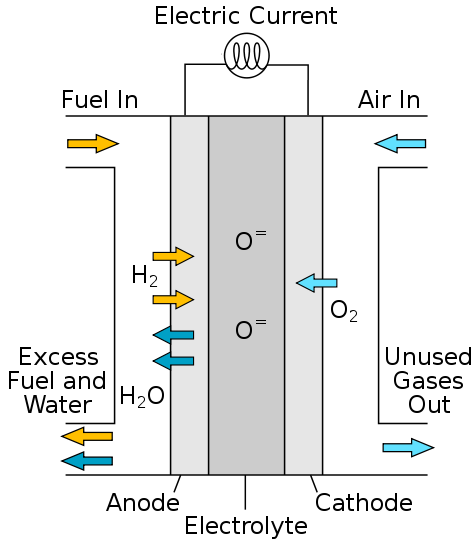 Electric Current
Fuel In
Air In
O=
H₂
O₂
O=
Excess
Fuel and
Water
H₂O
Unused
Gases
Out
Anode
Cathode
Electrolyte